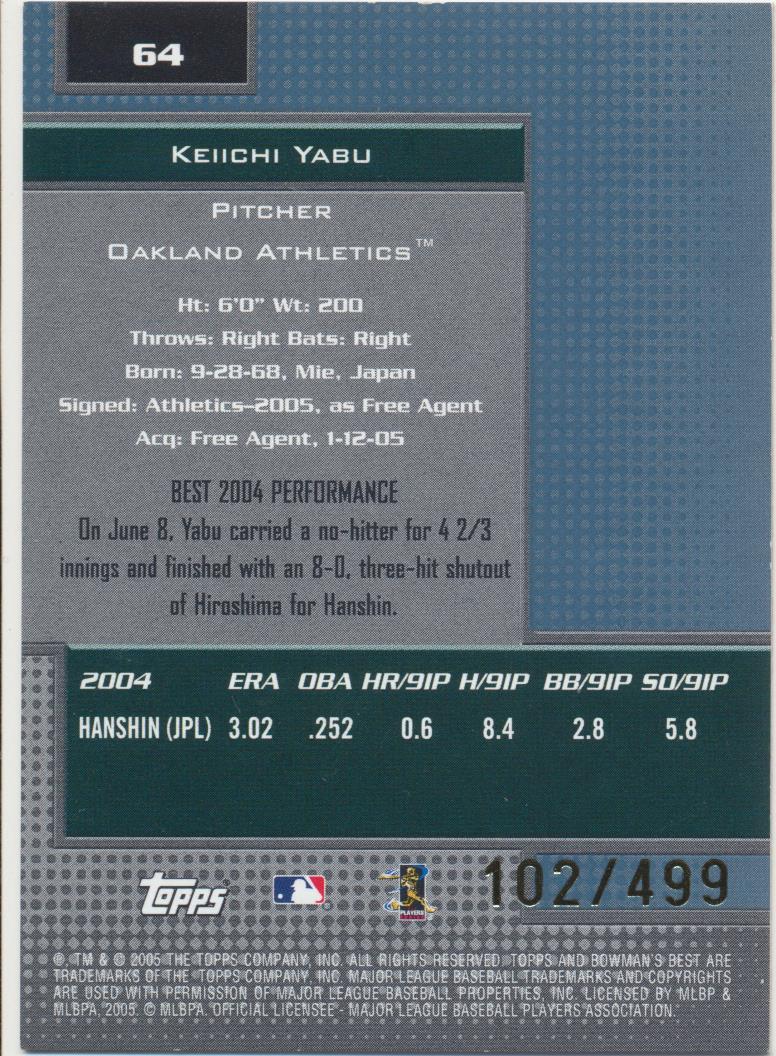 64
KEIICHI YABU
PITCHER
OAKLAND ATHLETICS™
Ht: 6'0" Wt: 200
Throws: Right Bats: Right
Born: 9-28-68, Mie, Japan
Signed: Athletics–2005, as Free Agent
Acq: Free Agent, 1-12-05
BEST 2004 PERFORMANCE
On June 8, Yabu carried a no-hitter for 4 2/3
innings and finished with an 8-0, three-hit shutout
of Hiroshima for Hanshin.
2004 ERA OBA HR/9IP H/9IP BB/9IP SO/9IP
HANSHIN (JPL) 3.02 .252 0.6 8.4 2.8 5.8
topps PLAYERS 102/499
®, TM & © 2005 THE TOPPS COMPANY, INC. ALL RIGHTS RESERVED. TOPPS AND BOWMAN'S BEST ARE
TRADEMARKS OF THE TOPPS COMPANY, INC. MAJOR LEAGUE BASEBALL TRADEMARKS AND COPYRIGHTS
ARE USED WITH PERMISSION OF MAJOR LEAGUE BASEBALL PROPERTIES, INC. LICENSED BY MLBP &
MLBPA, 2005. © MLBPA. OFFICIAL LICENSEE - MAJOR LEAGUE BASEBALL PLAYERS ASSOCIATION.